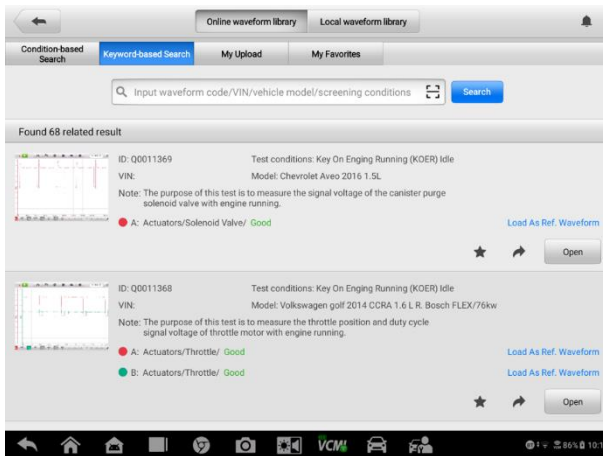 Online waveform library
Local waveform library
Condition-based
Search
Keyword-based Search
My Upload
My Favorites
Input waveform code/VIN/vehicle model/screening conditions
Search
Found 68 related result
ID: Q0011369
Test conditions: Key On Enging Running (KOER) Idle
VIN:
Model: Chevrolet Aveo 2016 1.5L
Note: The purpose of this test is to measure the signal voltage of the canister purge
solenoid valve with engine running.
A: Actuators/Solenoid Valve/ Good
Load As Ref. Waveform
Open
ID: Q0011368
Test conditions: Key On Enging Running (KOER) Idle
VIN:
Model: Volkswagen golf 2014 CCRA 1.6 L R. Bosch FLEX/76kw
Note: The purpose of this test is to measure the throttle position and duty cycle
signal voltage of throttle motor with engine running.
A: Actuators/Throttle/ Good
Load As Ref. Waveform
B: Actuators/Throttle/ Good
Load As Ref. Waveform
Open
VCMI
86%